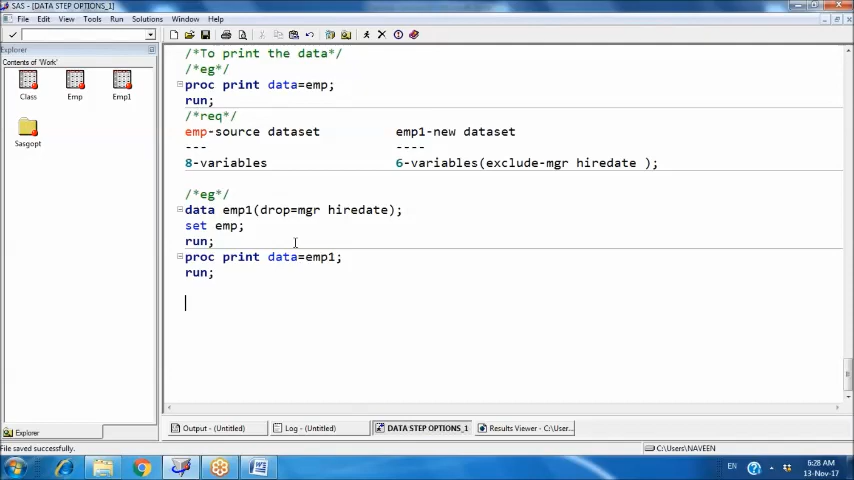 SAS - [DATA STEP OPTIONS_1]
File Edit View Tools Run Solutions Window Help
Explorer
Contents of 'Work'
Class Emp Emp1
Sasgopt
/*To print the data*/
/*eg*/
proc print data=emp;
run;
/*req*/
emp-source dataset emp1-new dataset
--- ----
8-variables 6-variables(exclude-mgr hiredate );
/*eg*/
data emp1(drop=mgr hiredate);
set emp;
run;
proc print data=emp1;
run;
Output - (Untitled) Log - (Untitled) DATA STEP OPTIONS_1 Results Viewer - C:\User...
Explorer
File saved successfully. C:\Users\NAVEEN
EN 6:28 AM
13-Nov-17